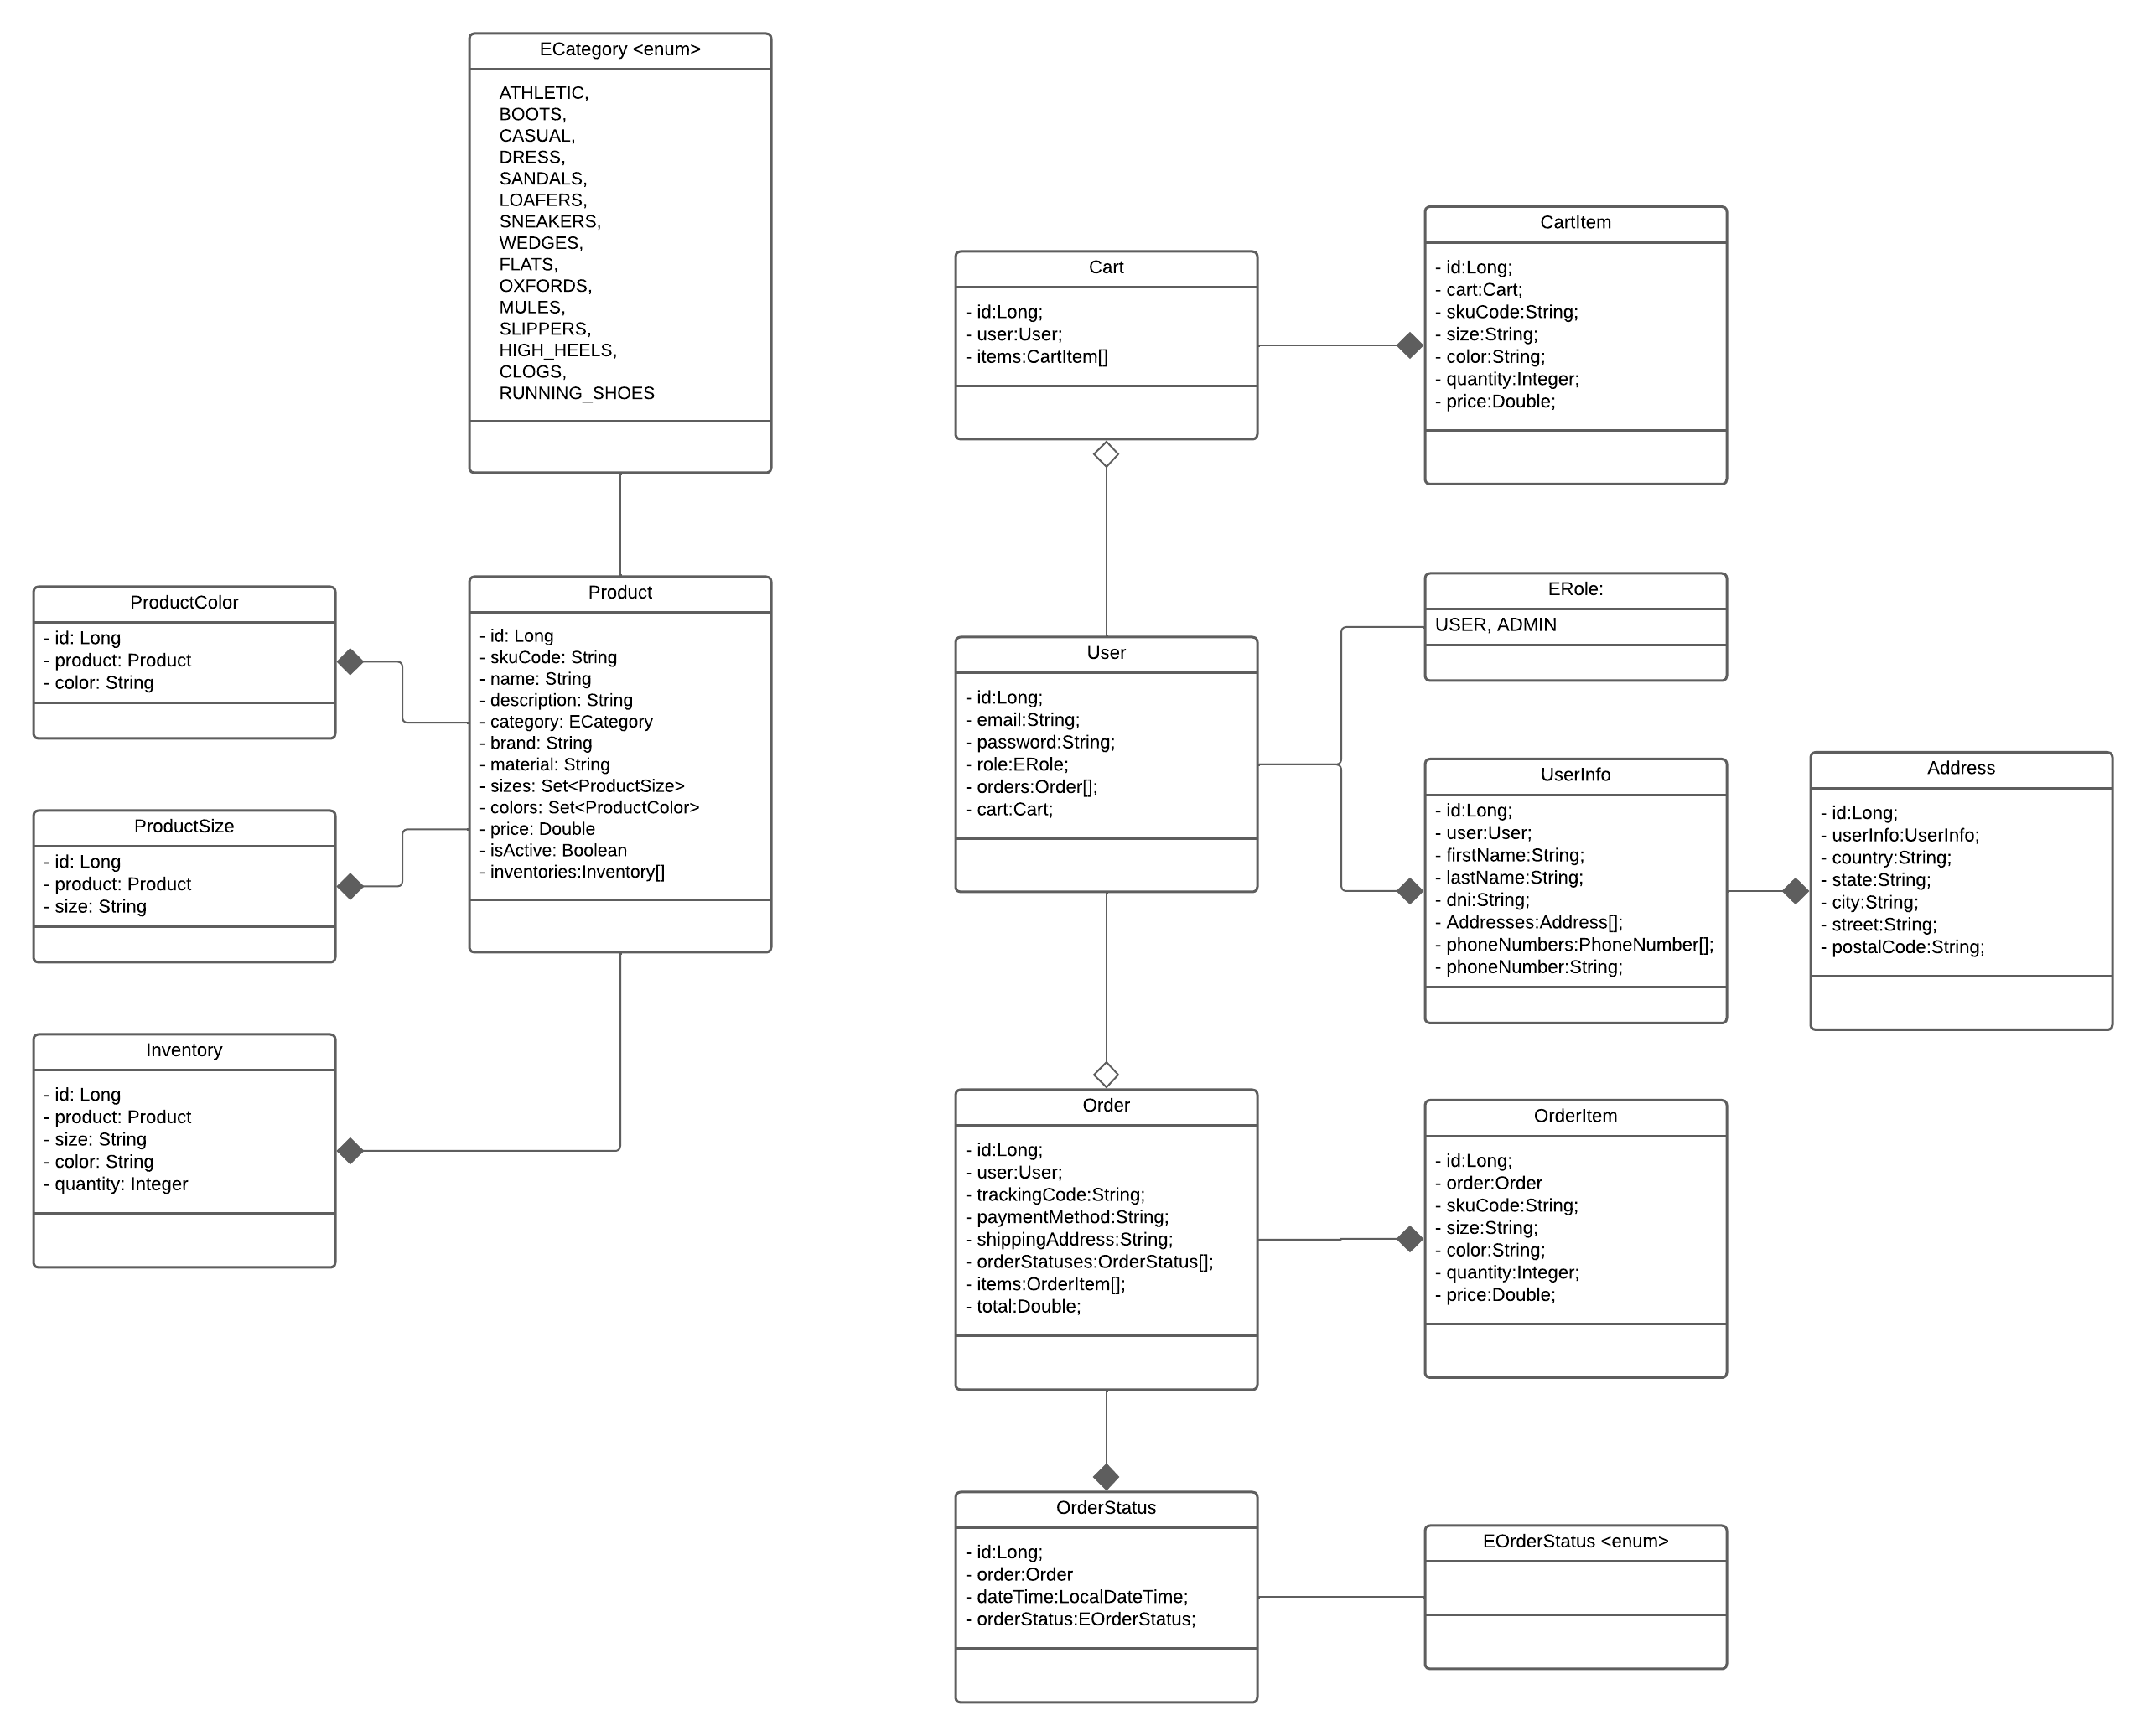 ECategory <enum>
ATHLETIC,
BOOTS,
CASUAL,
DRESS,
SANDALS,
LOAFERS,
SNEAKERS,
WEDGES,
FLATS,
OXFORDS,
MULES,
SLIPPERS,
HIGH_HEELS,
CLOGS,
RUNNING_SHOES
ProductColor
- id: Long
- product: Product
- color: String
ProductSize
- id: Long
- product: Product
- size: String
Inventory
- id: Long
- product: Product
- size: String
- color: String
- quantity: Integer
Product
- id: Long
- skuCode: String
- name: String
- description: String
- category: ECategory
- brand: String
- material: String
- sizes: Set<ProductSize>
- colors: Set<ProductColor>
- price: Double
- isActive: Boolean
- inventories:Inventory[]
Cart
- id:Long;
- user:User;
- items:CartItem[]
CartItem
- id:Long;
- cart:Cart;
- skuCode:String;
- size:String;
- color:String;
- quantity:Integer;
- price:Double;
User
- id:Long;
- email:String;
- password:String;
- role:ERole;
- orders:Order[];
- cart:Cart;
ERole:
USER, ADMIN
UserInfo
- id:Long;
- user:User;
- firstName:String;
- lastName:String;
- dni:String;
- Addresses:Address[];
- phoneNumbers:PhoneNumber[];
- phoneNumber:String;
Address
- id:Long;
- userInfo:UserInfo;
- country:String;
- state:String;
- city:String;
- street:String;
- postalCode:String;
Order
- id:Long;
- user:User;
- trackingCode:String;
- paymentMethod:String;
- shippingAddress:String;
- orderStatuses:OrderStatus[];
- items:OrderItem[];
- total:Double;
OrderItem
- id:Long;
- order:Order
- skuCode:String;
- size:String;
- color:String;
- quantity:Integer;
- price:Double;
OrderStatus
- id:Long;
- order:Order
- dateTime:LocalDateTime;
- orderStatus:EOrderStatus;
EOrderStatus <enum>